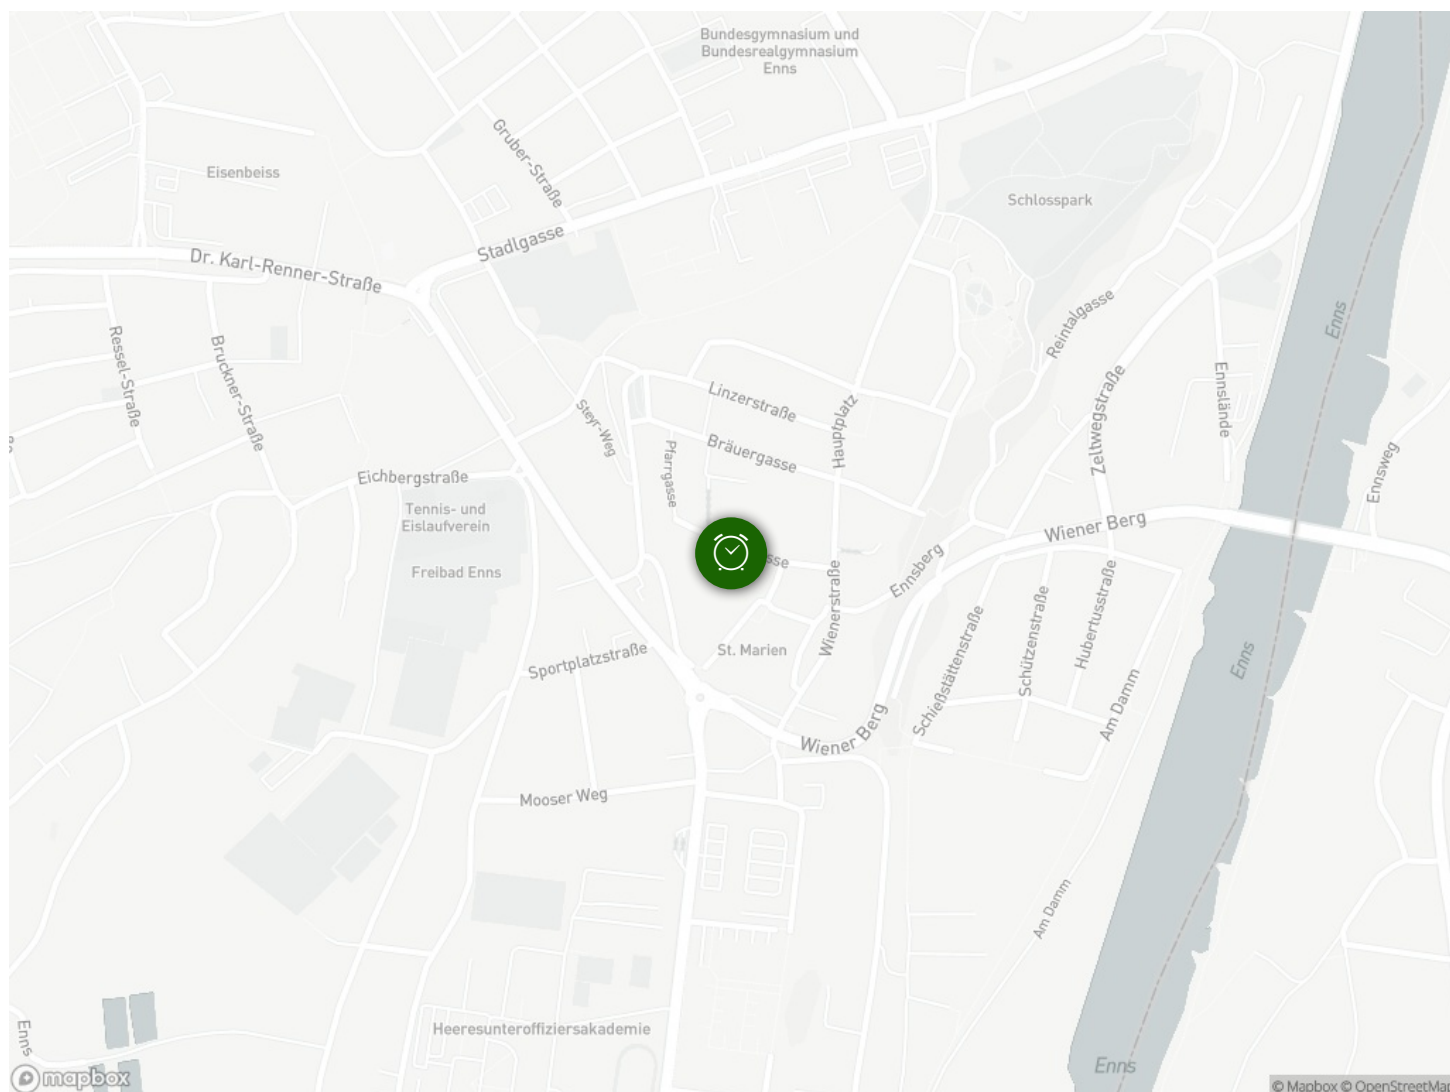 Bundesgymnasium und
Bundesrealgymnasium
Enns
Gruber-Straße
Eisenbeiss
Schlosspark
Stadlgasse
Dr. Karl-Renner-Straße
Reintalgasse
Enns
Ressel-Straße
Bruckner-Straße
Linzerstraße
Hauptplatz
Zeltwegstraße
Ennslände
Steyr-Weg
Bräuergasse
Pfarrgasse
Ennsweg
Eichbergstraße
Tennis- und
Eislaufverein
Wiener Berg
Freibad Enns
Ennsberg
Wienerstraße
Schießstättenstraße
Schützenstraße
Hubertusstraße
St. Marien
Sportplatzstraße
Enns
Am Damm
Wiener Berg
Mooser Weg
Am Damm
Heeresunteroffiziersakademie
Enns
Enns
mapbox
© Mapbox © OpenStreetMap